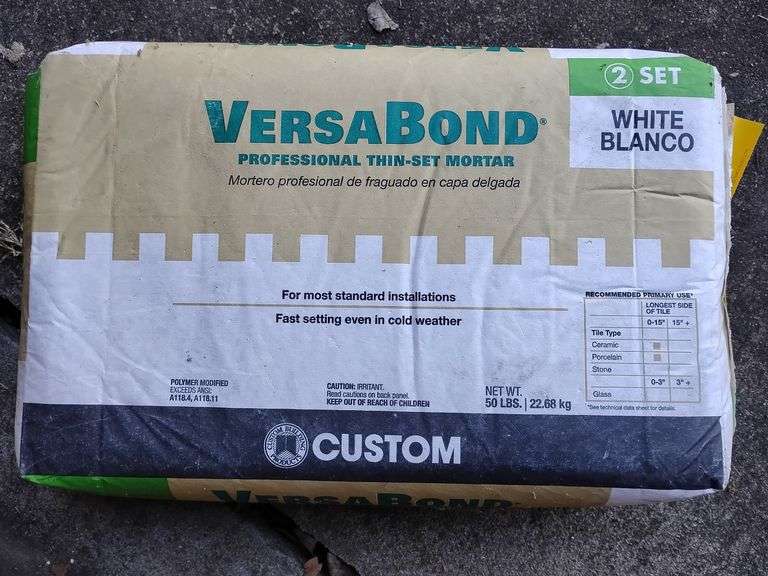 ② SET
WHITE
BLANCO
VERSABOND®
PROFESSIONAL THIN-SET MORTAR
Mortero profesional de fraguado en capa delgada
For most standard installations
Fast setting even in cold weather
RECOMMENDED PRIMARY USE*
LONGEST SIDE
OF TILE
0-15" 15" +
Tile Type
Ceramic
Porcelain
Stone
0-3" 3" +
Glass
*See technical data sheet for details.
POLYMER MODIFIED
EXCEEDS ANSI:
A118.4, A118.11
CAUTION: IRRITANT.
Read cautions on back panel.
KEEP OUT OF REACH OF CHILDREN
NET WT.
50 LBS. | 22.68 kg
CUSTOM BUILDING
PRODUCTS
CUSTOM
VERSABOND